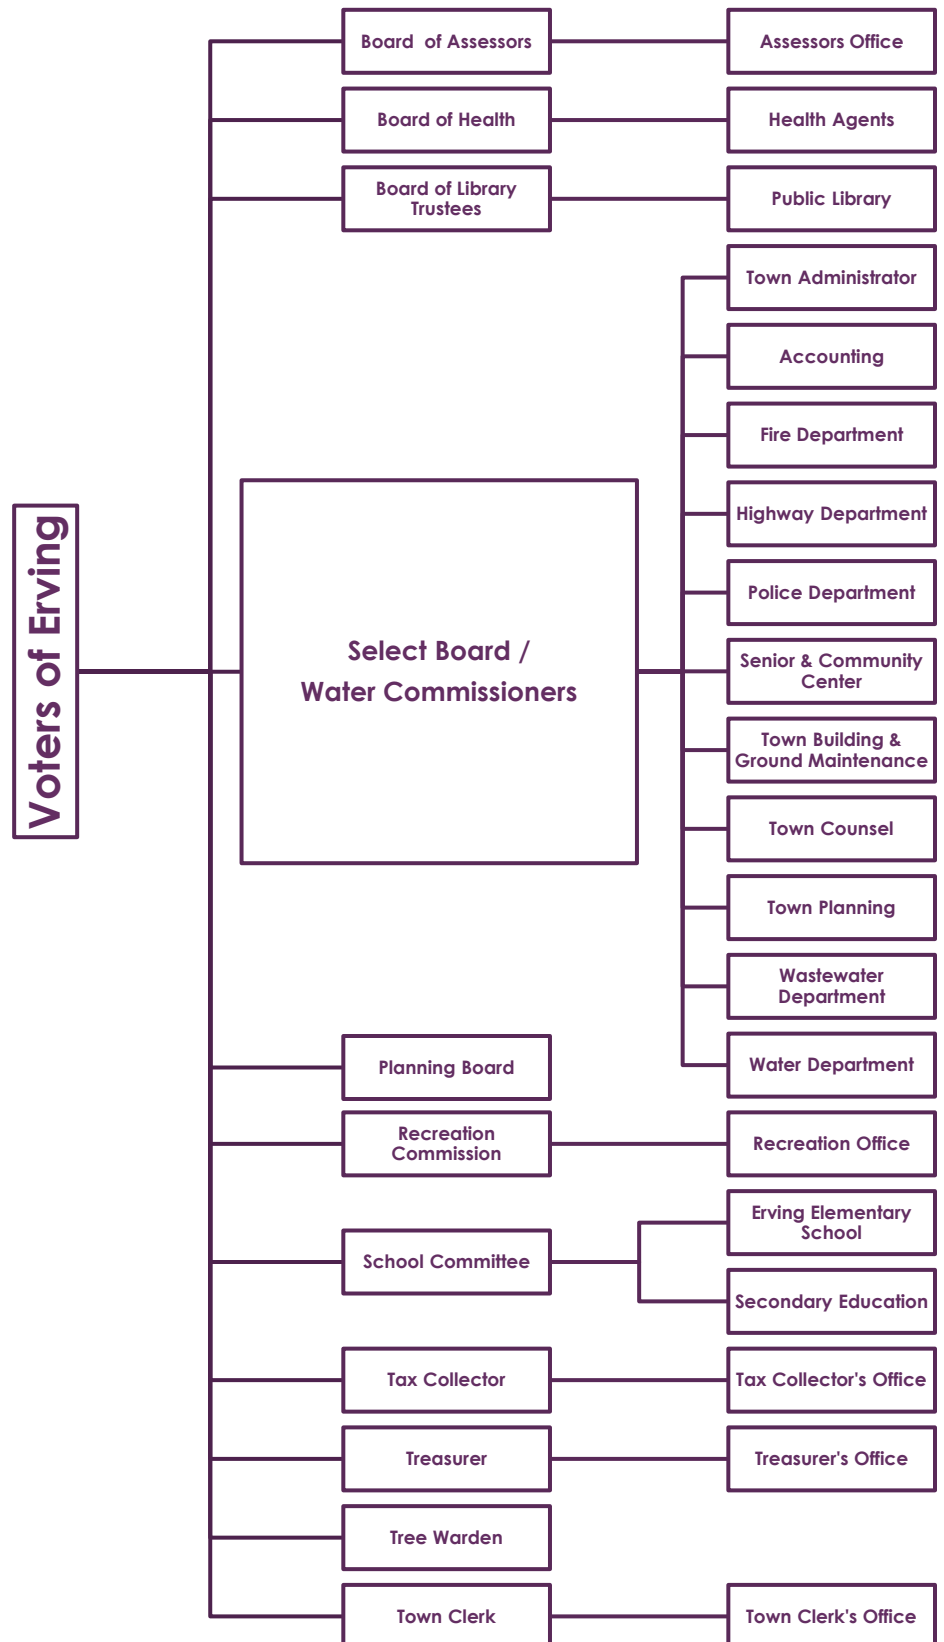 Voters of Erving
Board  of Assessors
Assessors Office
Board of Health
Health Agents
Board of Library
Trustees
Public Library
Select Board /
Water Commissioners
Town Administrator
Accounting
Fire Department
Highway Department
Police Department
Senior & Community
Center
Town Building &
Ground Maintenance
Town Counsel
Town Planning
Wastewater
Department
Water Department
Planning Board
Recreation
Commission
Recreation Office
School Committee
Erving Elementary
School
Secondary Education
Tax Collector
Tax Collector's Office
Treasurer
Treasurer's Office
Tree Warden
Town Clerk
Town Clerk's Office